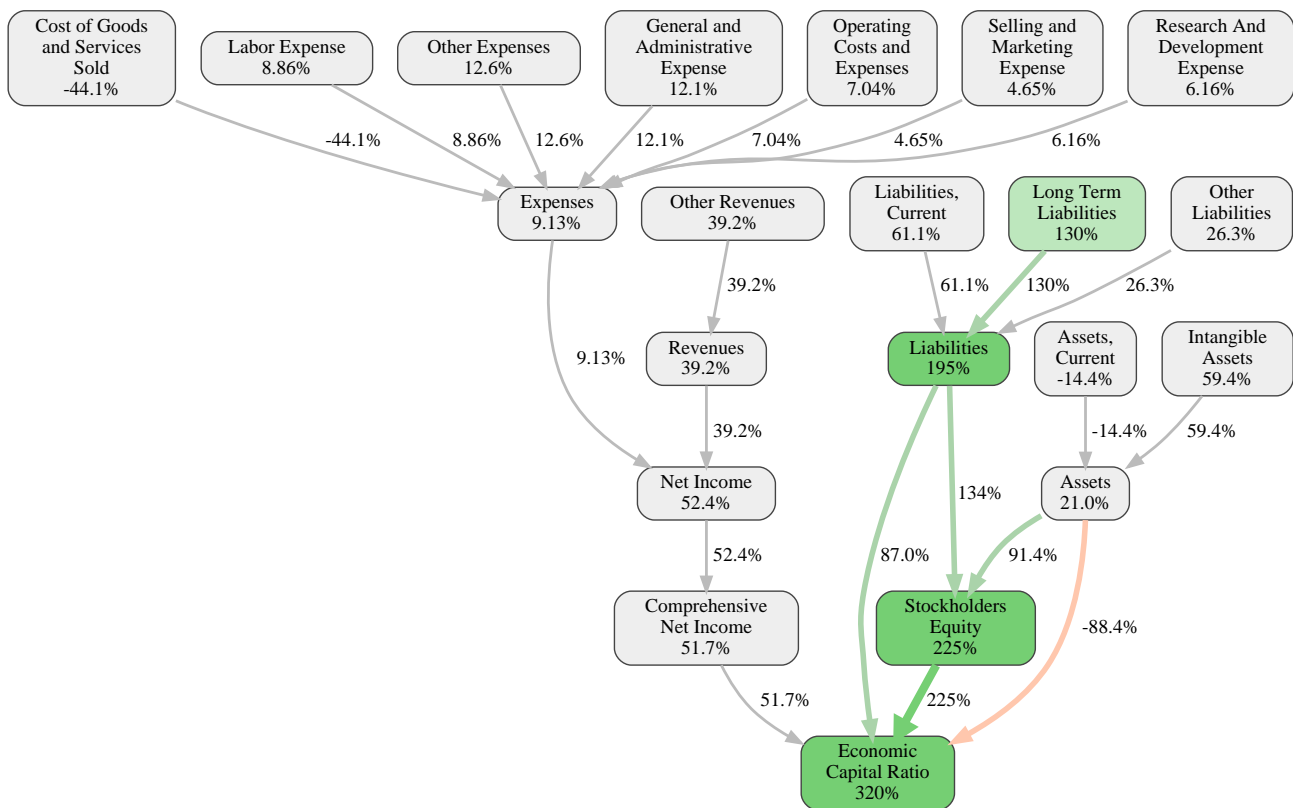 Cost of Goods
and Services
Sold
-44.1%
Labor Expense
8.86%
Other Expenses
12.6%
General and
Administrative
Expense
12.1%
Operating
Costs and
Expenses
7.04%
Selling and
Marketing
Expense
4.65%
Research And
Development
Expense
6.16%
-44.1%
8.86%
12.6%
12.1%
7.04%
4.65%
6.16%
Expenses
9.13%
Other Revenues
39.2%
Liabilities,
Current
61.1%
Long Term
Liabilities
130%
Other
Liabilities
26.3%
39.2%
61.1%
130%
26.3%
9.13%
Revenues
39.2%
Liabilities
195%
Assets,
Current
-14.4%
Intangible
Assets
59.4%
39.2%
-14.4%
59.4%
Net Income
52.4%
134%
Assets
21.0%
52.4%
87.0%
91.4%
Comprehensive
Net Income
51.7%
Stockholders
Equity
225%
-88.4%
51.7%
225%
Economic
Capital Ratio
320%